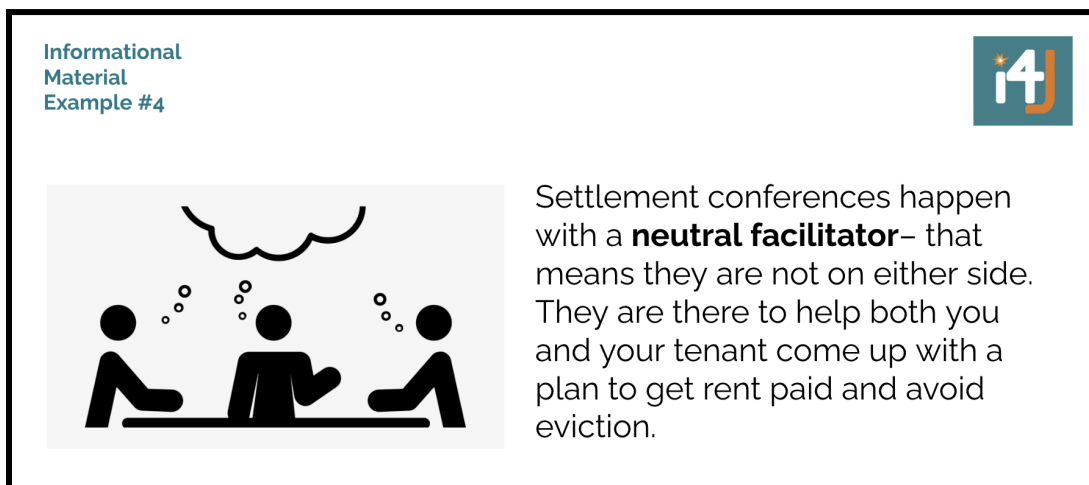 Informational
Material
Example #4
i4J
Settlement conferences happen
with a neutral facilitator– that
means they are not on either side.
They are there to help both you
and your tenant come up with a
plan to get rent paid and avoid
eviction.